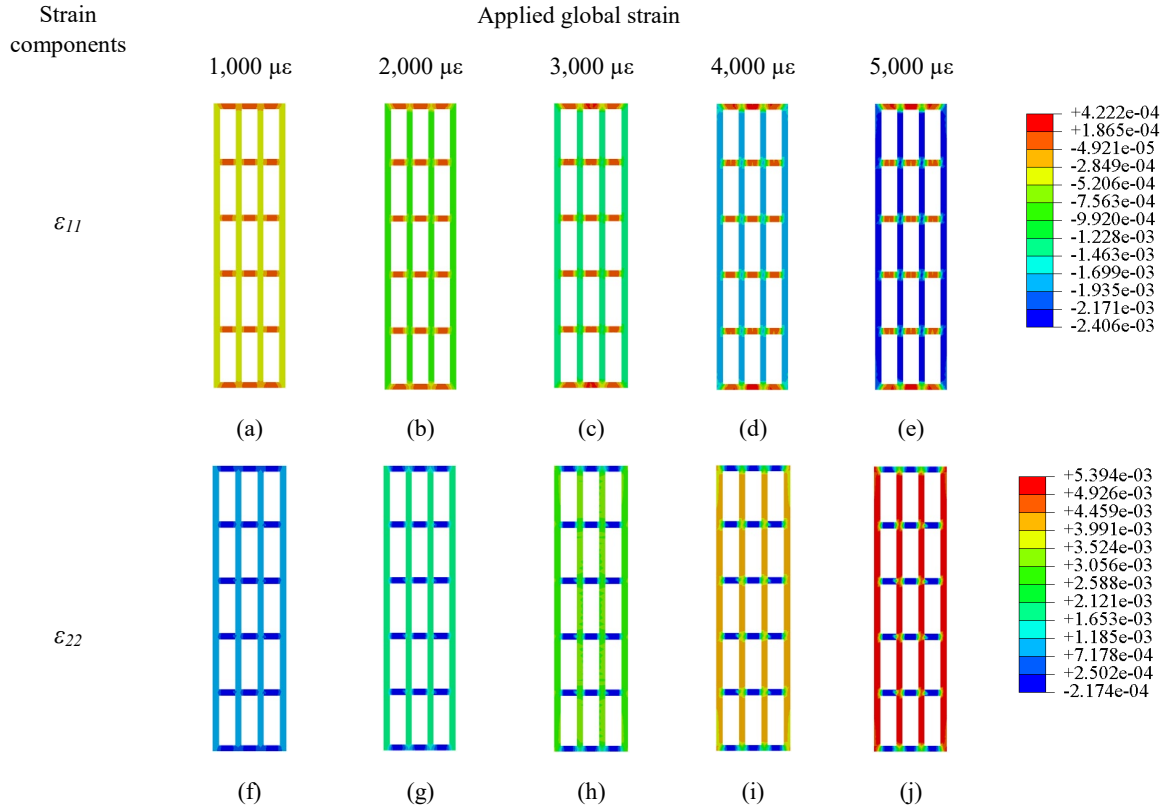 Strain
components
Applied global strain
1,000 με
2,000 με
3,000 με
4,000 με
5,000 με
ε11
+4.222e-04
+1.865e-04
-4.921e-05
-2.849e-04
-5.206e-04
-7.563e-04
-9.920e-04
-1.228e-03
-1.463e-03
-1.699e-03
-1.935e-03
-2.171e-03
-2.406e-03
(a)
(b)
(c)
(d)
(e)
ε22
+5.394e-03
+4.926e-03
+4.459e-03
+3.991e-03
+3.524e-03
+3.056e-03
+2.588e-03
+2.121e-03
+1.653e-03
+1.185e-03
+7.178e-04
+2.502e-04
-2.174e-04
(f)
(g)
(h)
(i)
(j)